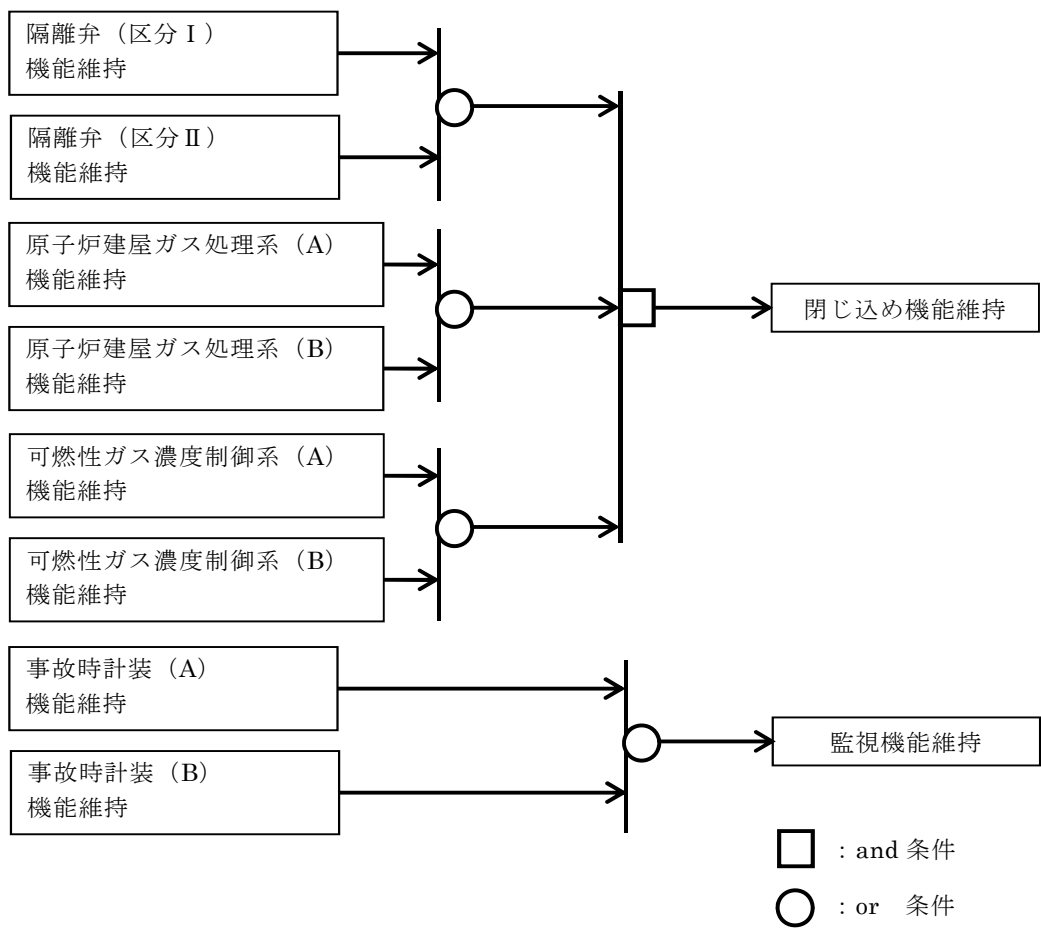 隔離弁（区分Ⅰ）
機能維持
隔離弁（区分Ⅱ）
機能維持
原子炉建屋ガス処理系（A）
機能維持
原子炉建屋ガス処理系（B）
機能維持
可燃性ガス濃度制御系（A）
機能維持
可燃性ガス濃度制御系（B）
機能維持
閉じ込め機能維持
事故時計装（A）
機能維持
事故時計装（B）
機能維持
監視機能維持
：and 条件
：or　条件